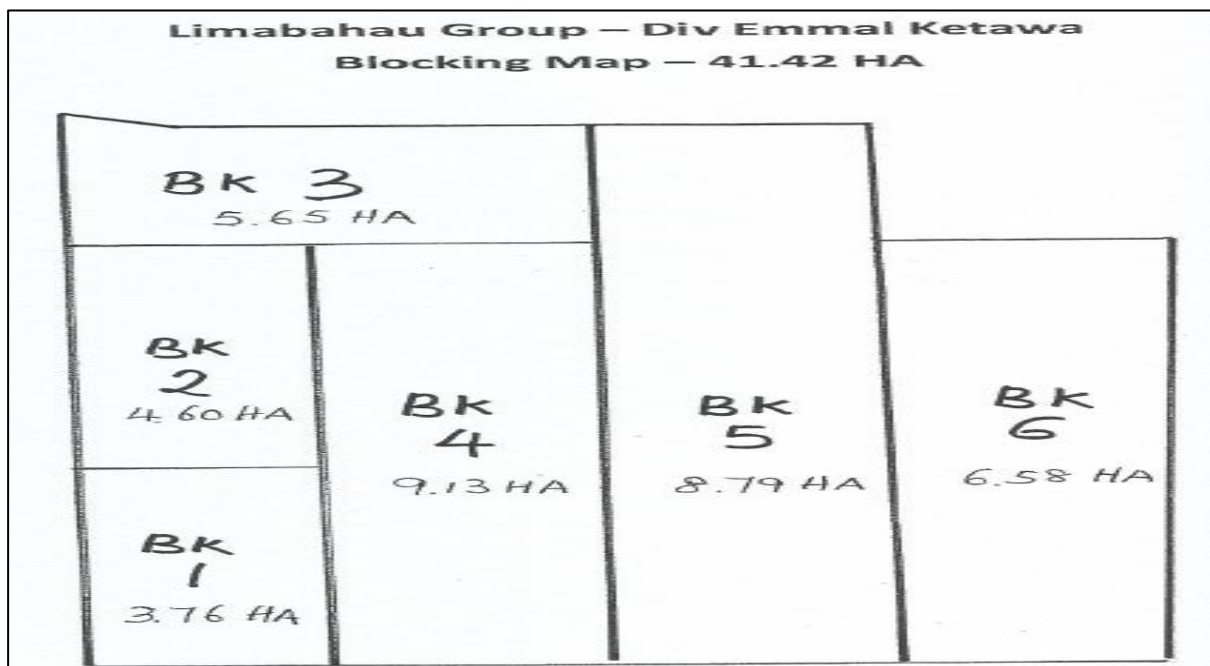 Limabahau Group – Div Emmal Ketawa
Blocking Map – 41.42 HA
BK 3
5.65 HA
BK
2
4.60 HA
BK
1
3.76 HA
BK
4
9.13 HA
BK
5
8.79 HA
BK
6
6.58 HA